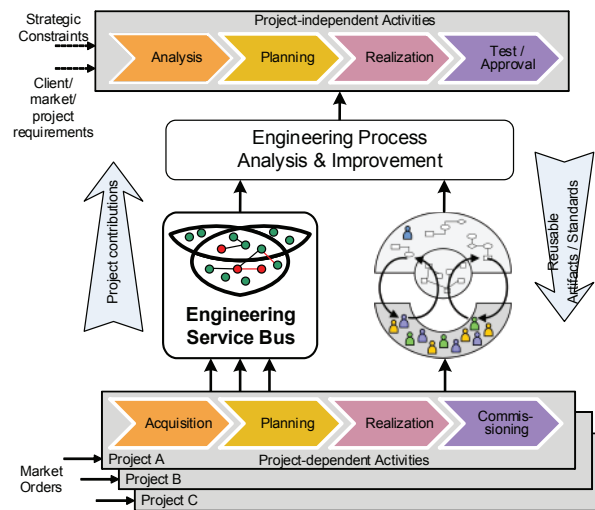 Project-independent Activities
Strategic
Constraints
Client/
market/
project
requirements
Analysis
Planning
Realization
Test /
Approval
Engineering Process
Analysis & Improvement
Project contributions
Reusable
Artifacts / Standards
Engineering
Service Bus
Acquisition
Planning
Realization
Commis-
sioning
Project A
Project-dependent Activities
Market
Orders
Project B
Project C